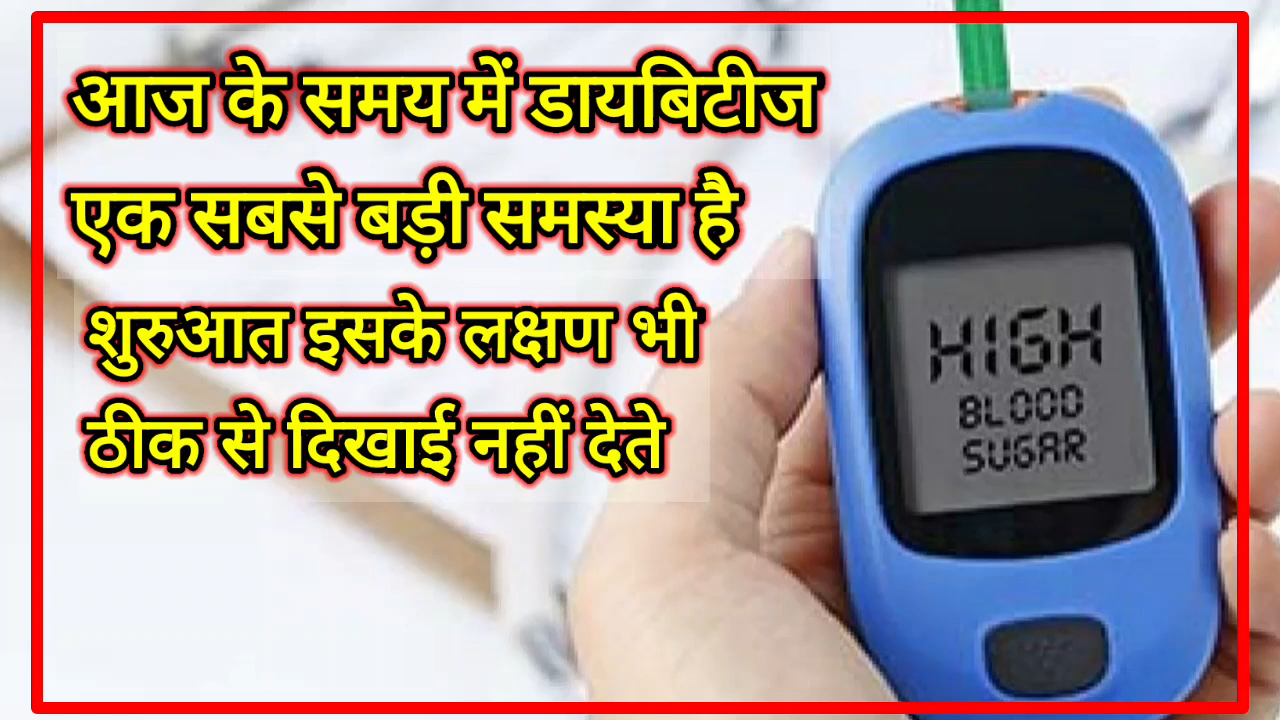 आज के समय में डायबिटीज
एक सबसे बड़ी समस्या है
शुरुआत इसके लक्षण भी
ठीक से दिखाई नहीं देते
HIGH
BLOOD
SUGAR